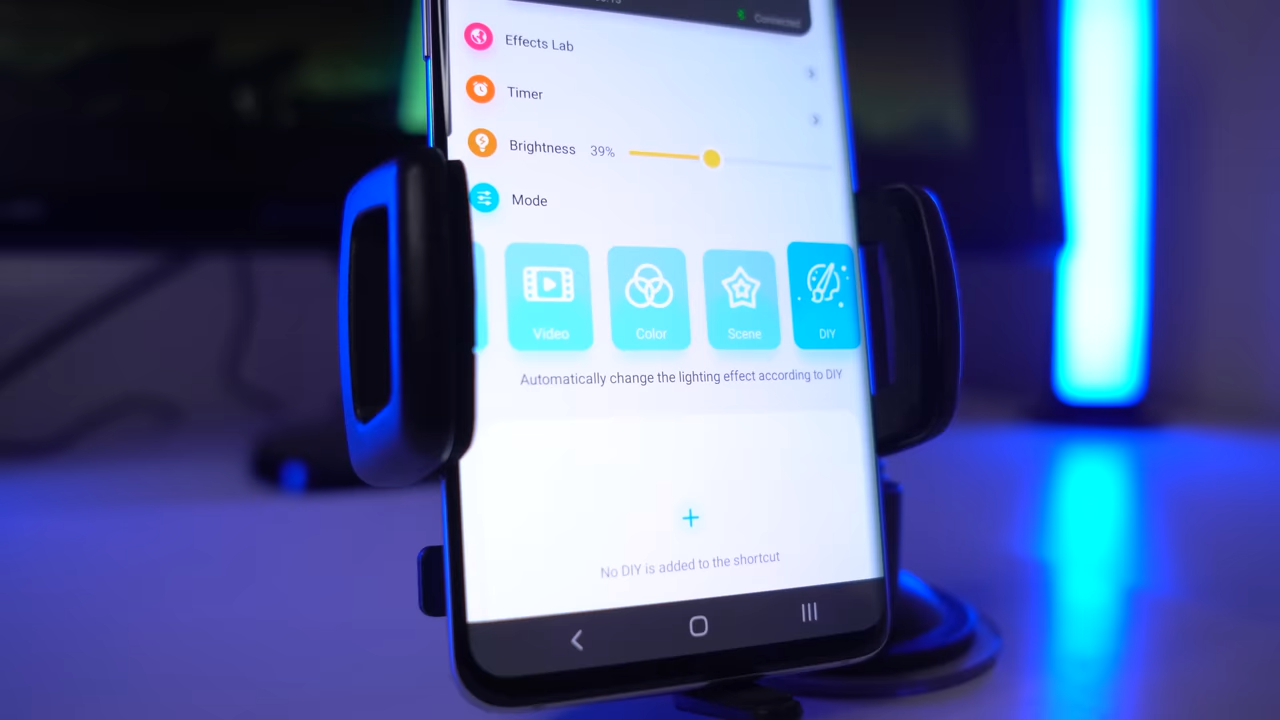 Connected
Effects Lab
Timer
Brightness 39%
Mode
Video
Color
Scene
DIY
Automatically change the lighting effect according to DIY
No DIY is added to the shortcut